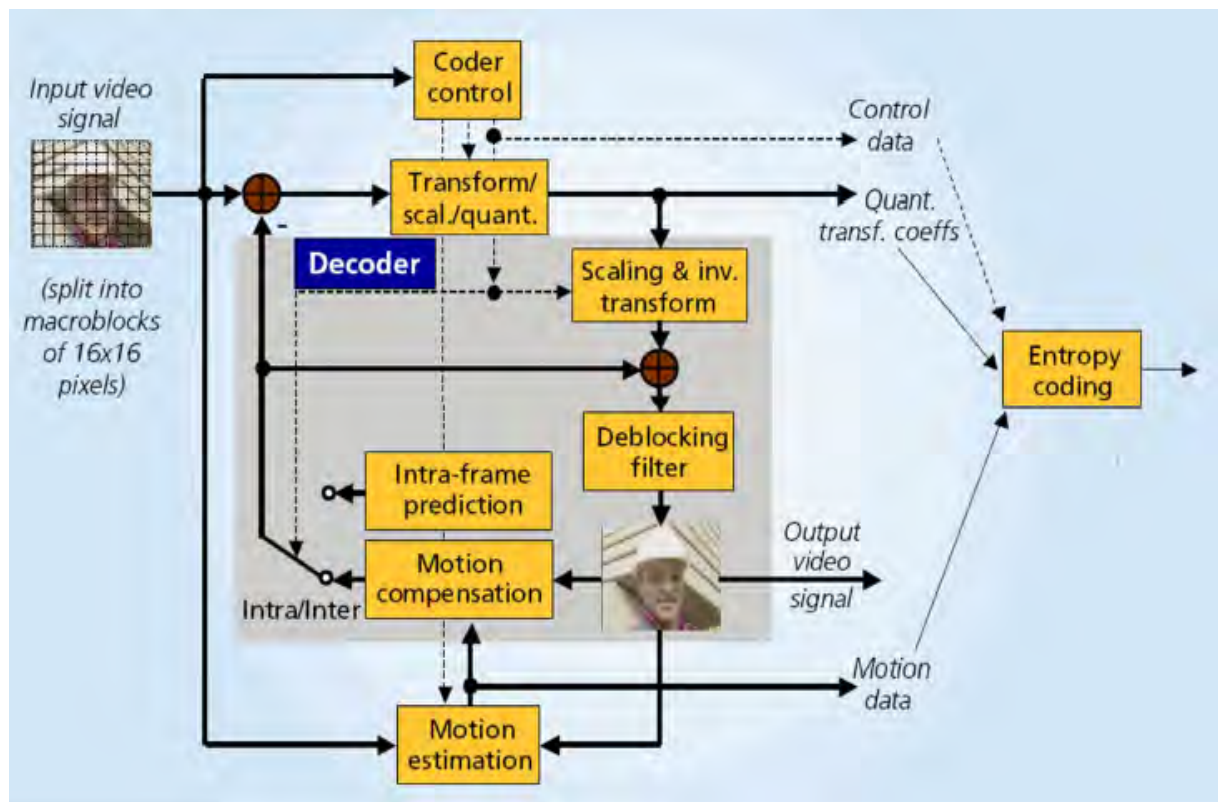 Input video
signal
(split into
macroblocks
of 16x16
pixels)
Coder
control
Transform/
scal./quant.
-
Decoder
Scaling & inv.
transform
Deblocking
filter
Intra-frame
prediction
Motion
compensation
Intra/Inter
Motion
estimation
Control
data
Quant.
transf. coeffs
Output
video
signal
Motion
data
Entropy
coding